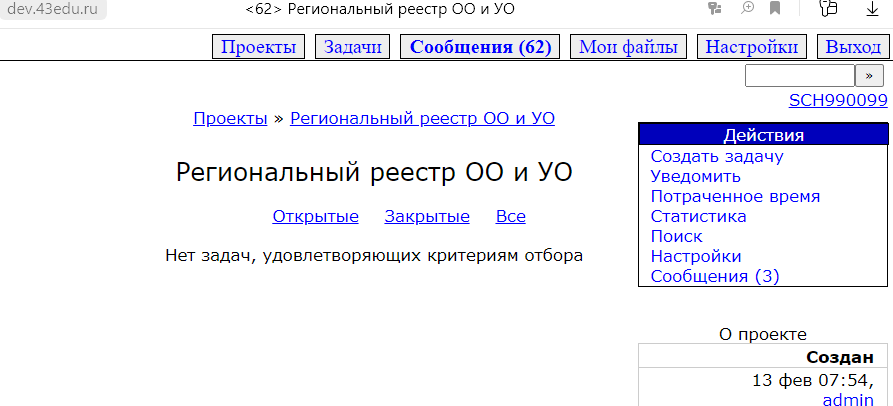 dev.43edu.ru <62> Региональный реестр ОО и УО
Проекты Задачи Сообщения (62) Мои файлы Настройки Выход
»
SCH990099
Проекты » Региональный реестр ОО и УО
Региональный реестр ОО и УО
Открытые Закрытые Все
Нет задач, удовлетворяющих критериям отбора
Действия
Создать задачу
Уведомить
Потраченное время
Статистика
Поиск
Настройки
Сообщения (3)
О проекте
Создан
13 фев 07:54,
admin